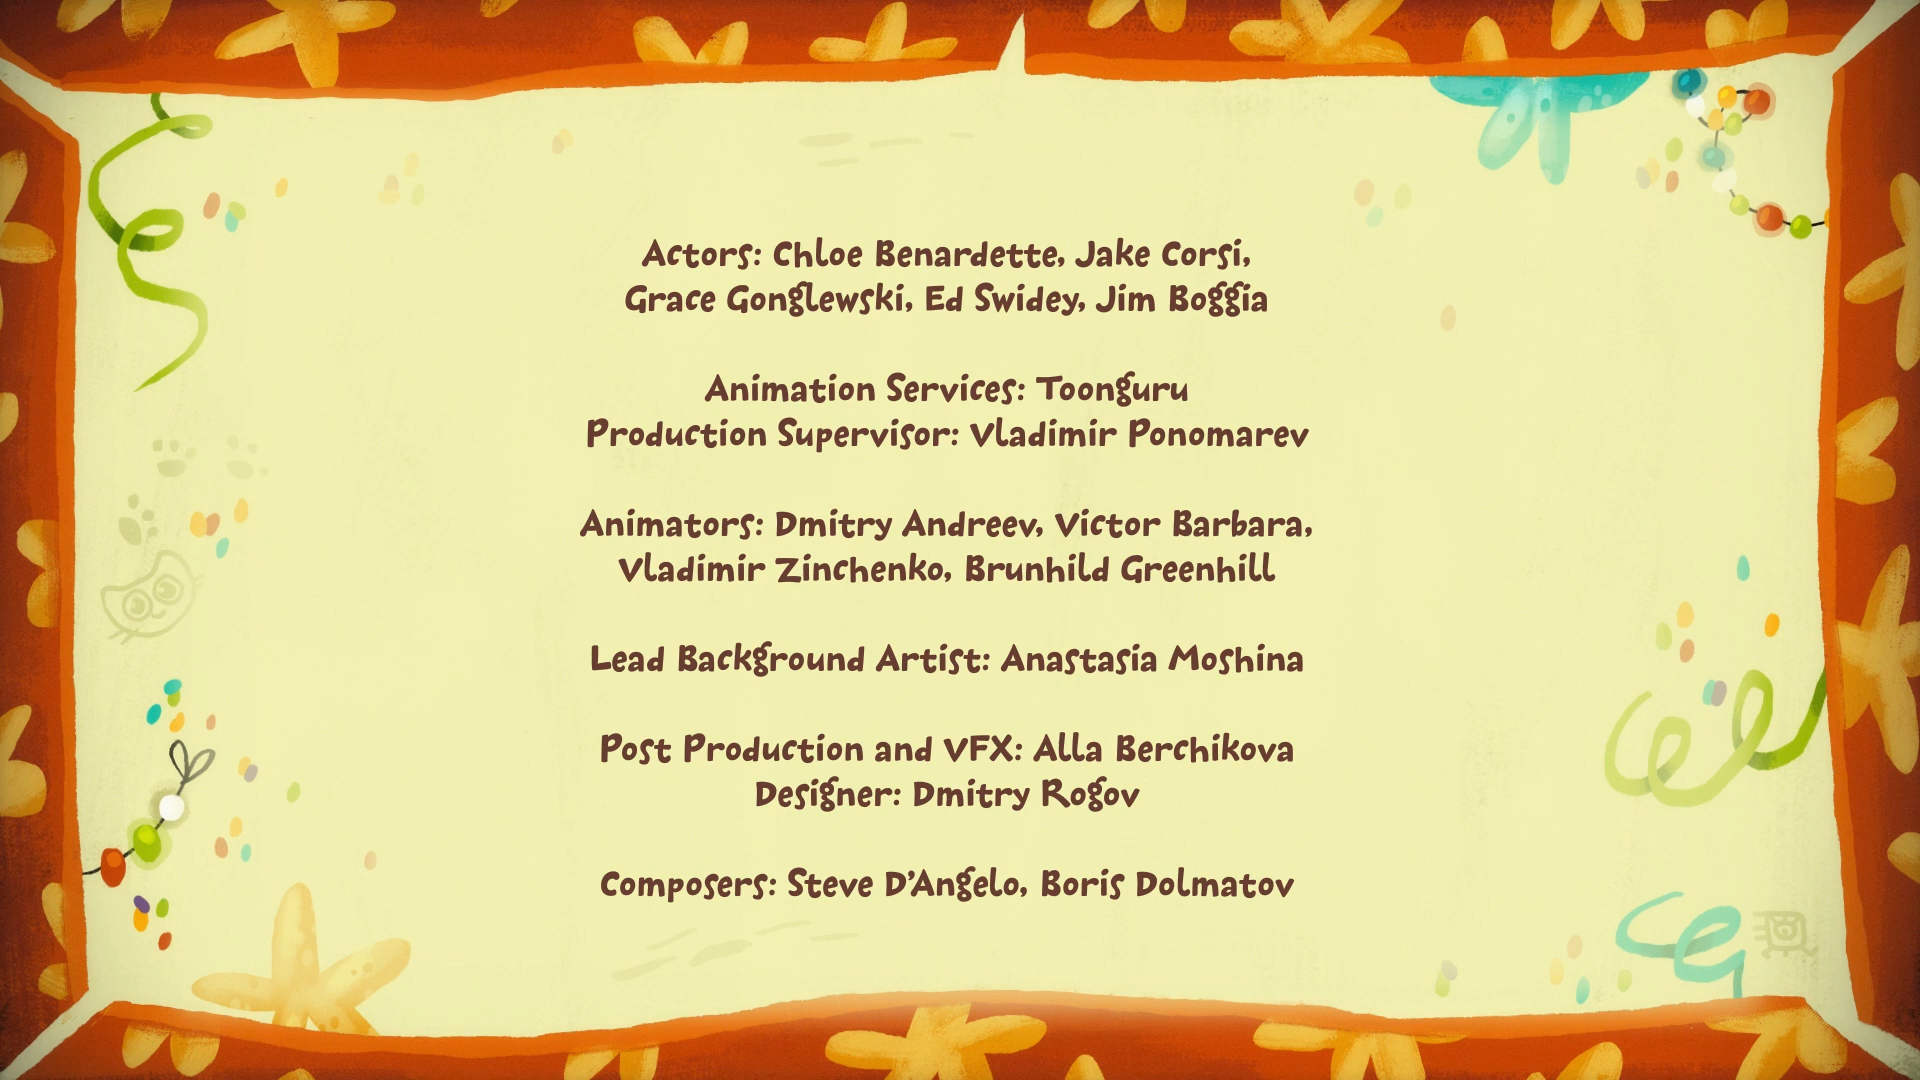 Actors: Chloe Benardette, Jake Corsi,
Grace Gonglewski, Ed Swidey, Jim Boggia
Animation Services: Toonguru
Production Supervisor: Vladimir Ponomarev
Animators: Dmitry Andreev, Victor Barbara,
Vladimir Zinchenko, Brunhild Greenhill
Lead Background Artist: Anastasia Moshina
Post Production and VFX: Alla Berchikova
Designer: Dmitry Rogov
Composers: Steve D’Angelo, Boris Dolmatov